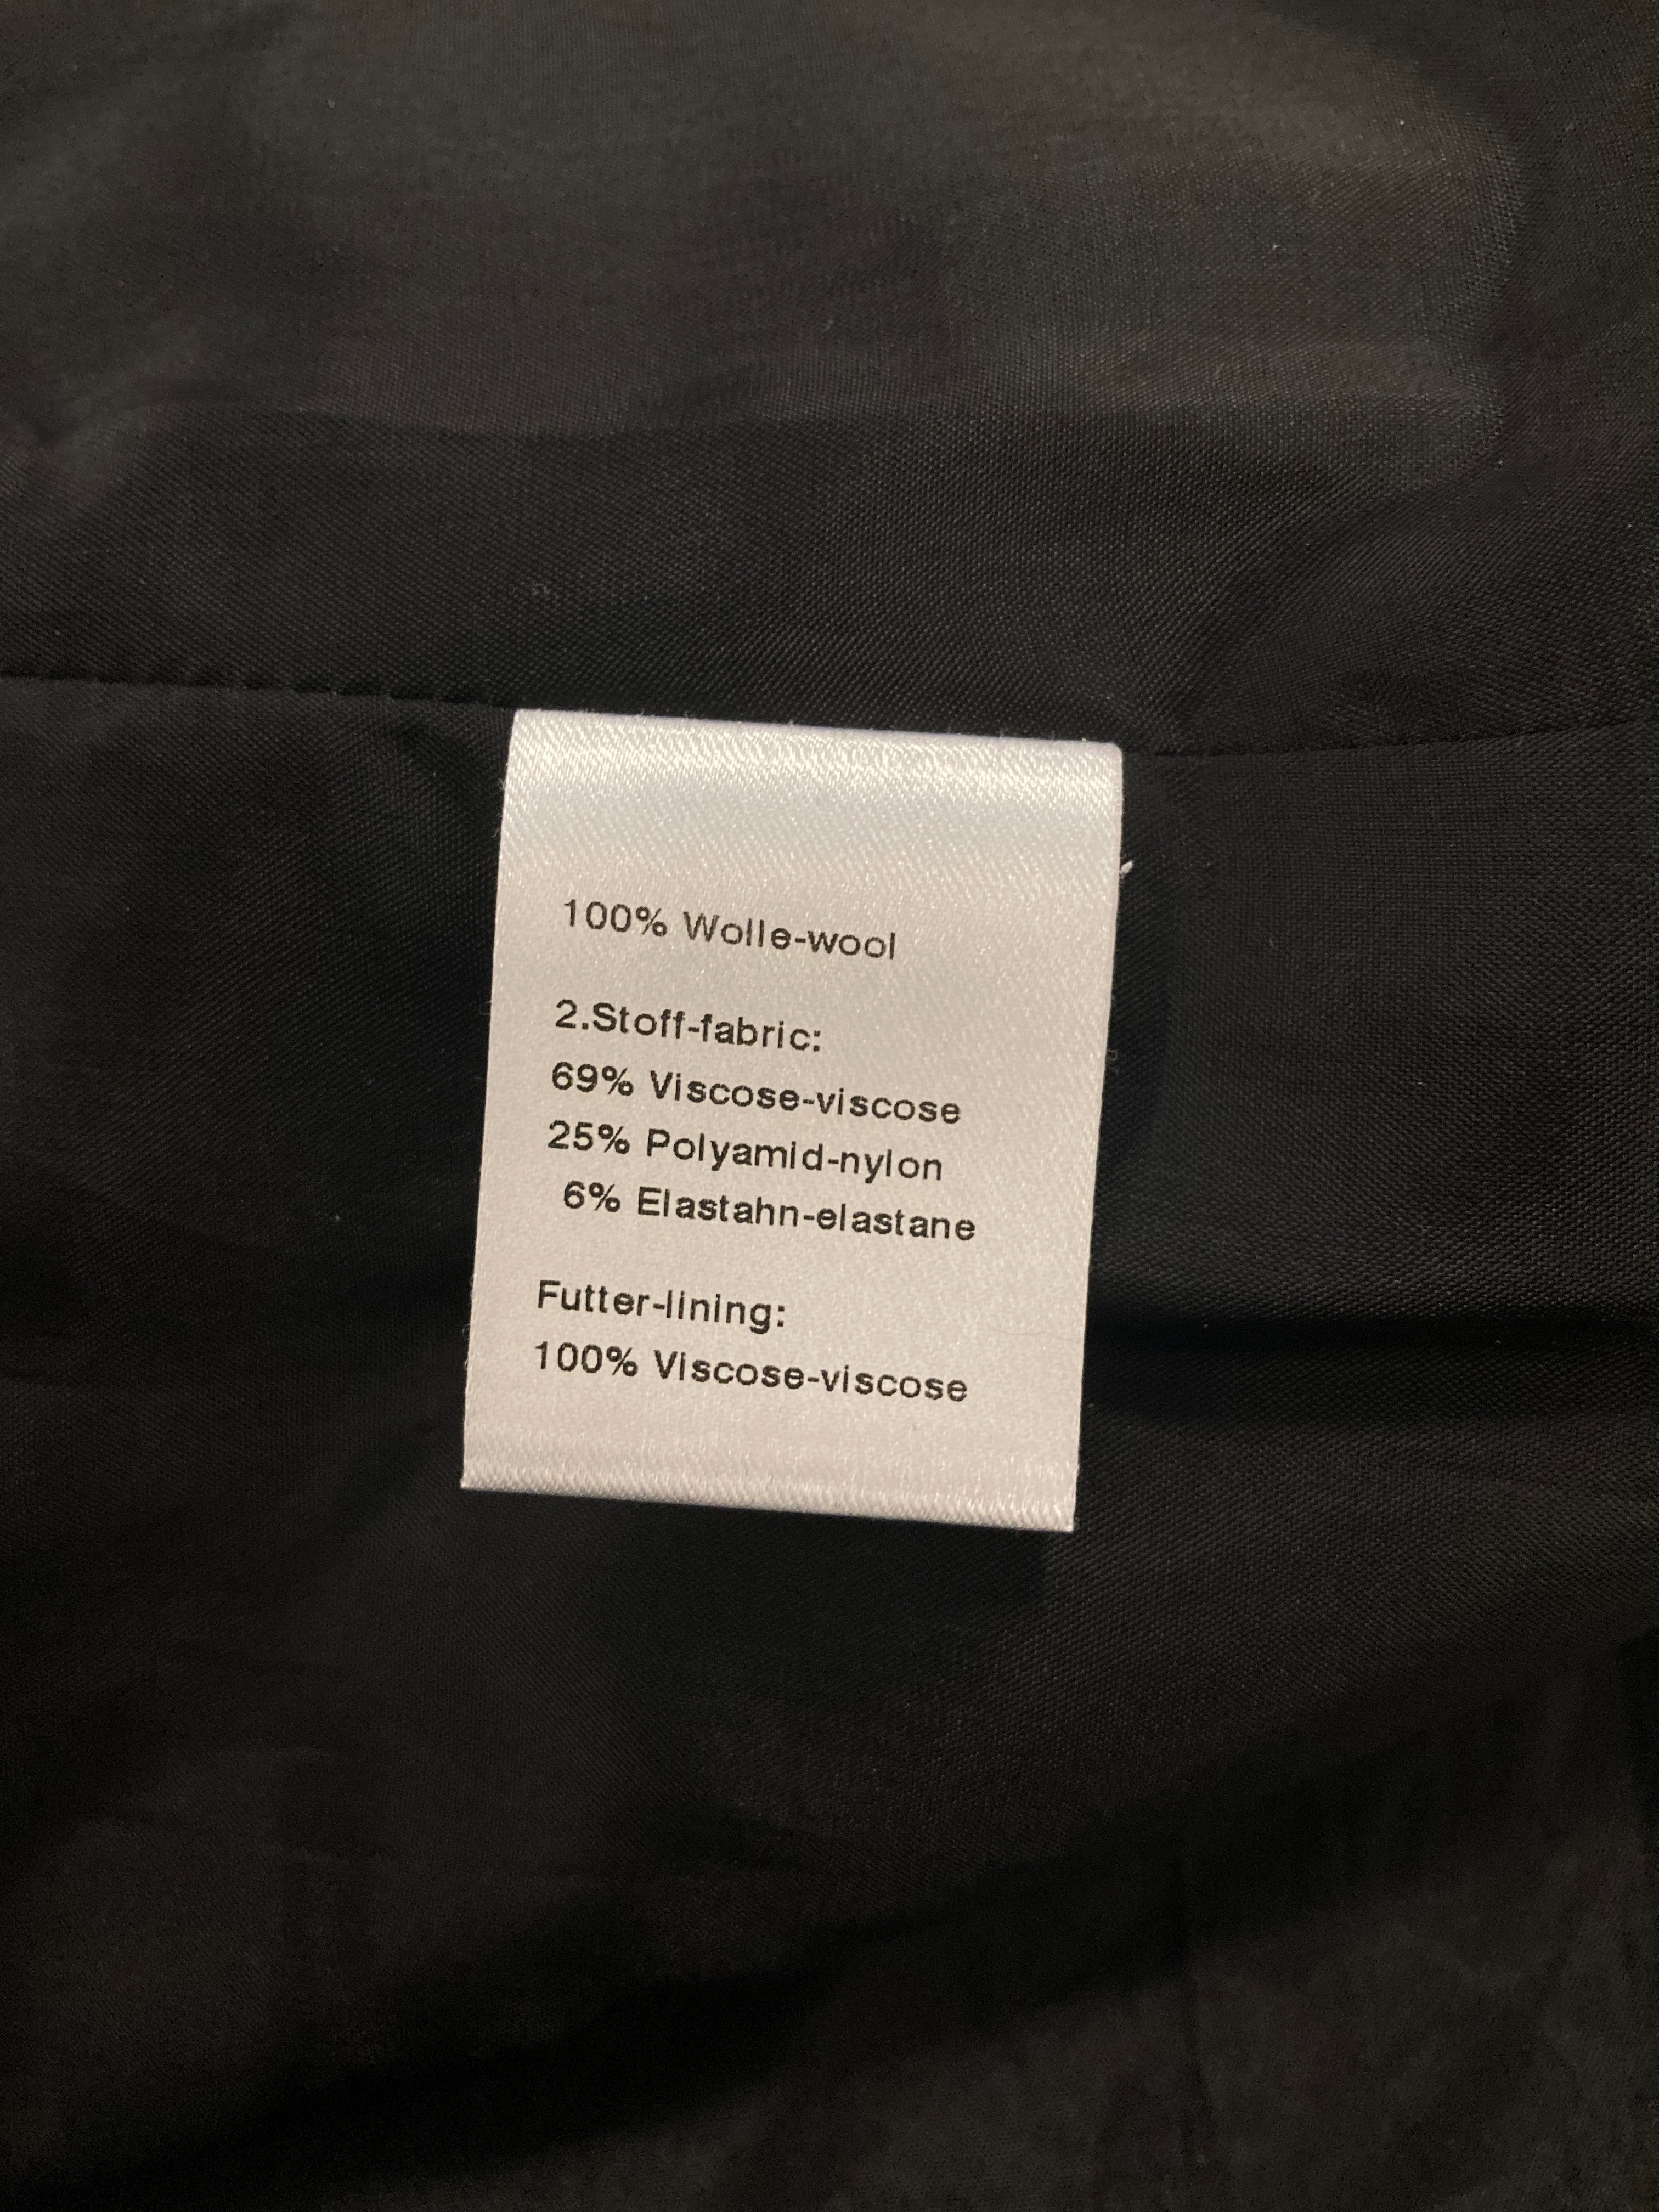 100% Wolle-wool
2.Stoff-fabric:
69% Viscose-viscose
25% Polyamid-nylon
6% Elastahn-elastane
Futter-lining:
100% Viscose-viscose